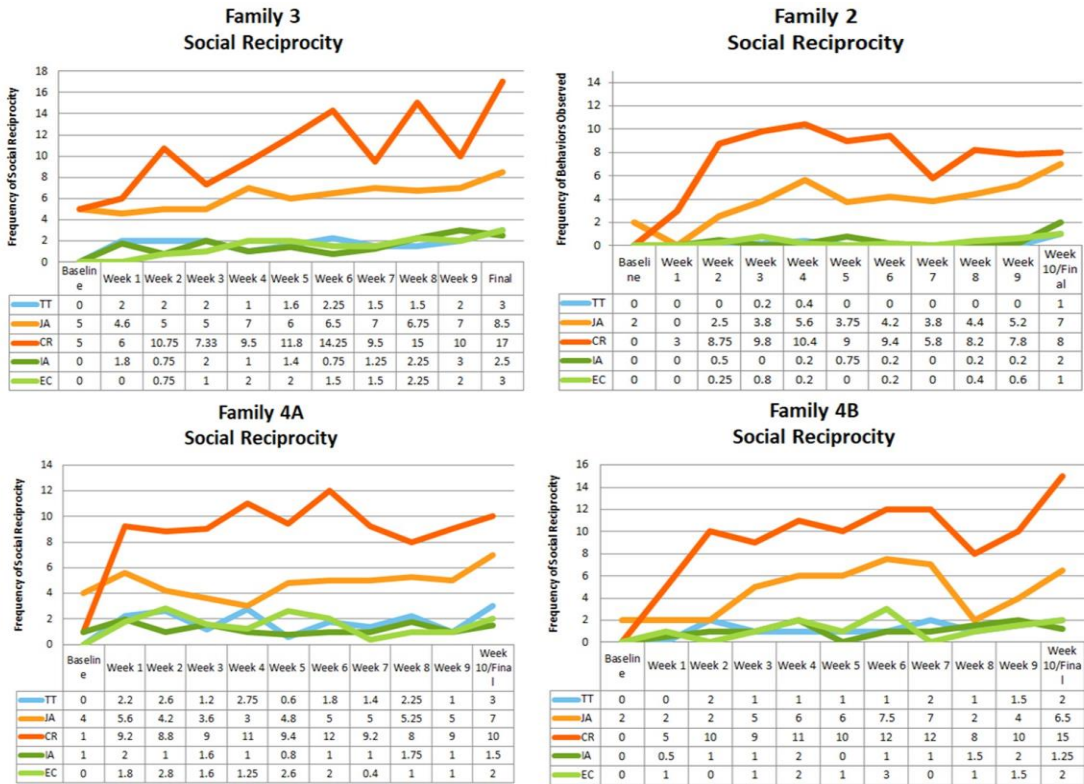 Family 3
Social Reciprocity
Frequency of Social Reciprocity
18
16
14
12
10
8
6
4
2
0
Baseline Week 1 Week 2 Week 3 Week 4 Week 5 Week 6 Week 7 Week 8 Week 9 Final
TT 0 2 2 2 1 1.6 2.25 1.5 1.5 2 3
JA 5 4.6 5 5 7 6 6.5 7 6.75 7 8.5
CR 5 6 10.75 7.33 9.5 11.8 14.25 9.5 15 10 17
IA 0 1.8 0.75 2 1 1.4 0.75 1.25 2.25 3 2.5
EC 0 0 0.75 1 2 2 1.5 1.5 2.25 2 3
Family 2
Social Reciprocity
Frequency of Behaviors Observed
14
12
10
8
6
4
2
0
Baseline Week 1 Week 2 Week 3 Week 4 Week 5 Week 6 Week 7 Week 8 Week 9 Week 10/Final
TT 0 0 0 0.2 0.4 0 0 0 0 0 1
JA 2 0 2.5 3.8 5.6 3.75 4.2 3.8 4.4 5.2 7
CR 0 3 8.75 9.8 10.4 9 9.4 5.8 8.2 7.8 8
IA 0 0 0.5 0 0.2 0.75 0.2 0 0.2 0.2 2
EC 0 0 0.25 0.8 0.2 0 0.2 0 0.4 0.6 1
Family 4A
Social Reciprocity
Frequency of Social Reciprocity
14
12
10
8
6
4
2
0
Baseline Week 1 Week 2 Week 3 Week 4 Week 5 Week 6 Week 7 Week 8 Week 9 Week 10/Final
TT 0 2.2 2.6 1.2 2.75 0.6 1.8 1.4 2.25 1 3
JA 4 5.6 4.2 3.6 3 4.8 5 5 5.25 5 7
CR 1 9.2 8.8 9 11 9.4 12 9.2 8 9 10
IA 1 2 1 1.6 1 0.8 1 1 1.75 1 1.5
EC 0 1.8 2.8 1.6 1.25 2.6 2 0.4 1 1 2
Family 4B
Social Reciprocity
Frequency of Social Reciprocity
16
14
12
10
8
6
4
2
0
Baseline Week 1 Week 2 Week 3 Week 4 Week 5 Week 6 Week 7 Week 8 Week 9 Week 10/Final
TT 0 0 2 1 1 1 1 2 1 1.5 2
JA 2 2 2 5 6 6 7.5 7 2 4 6.5
CR 0 5 10 9 11 10 12 12 8 10 15
IA 0 0.5 1 1 2 0 1 1 1.5 2 1.25
EC 0 1 0 1 2 1 3 0 1 1.5 2